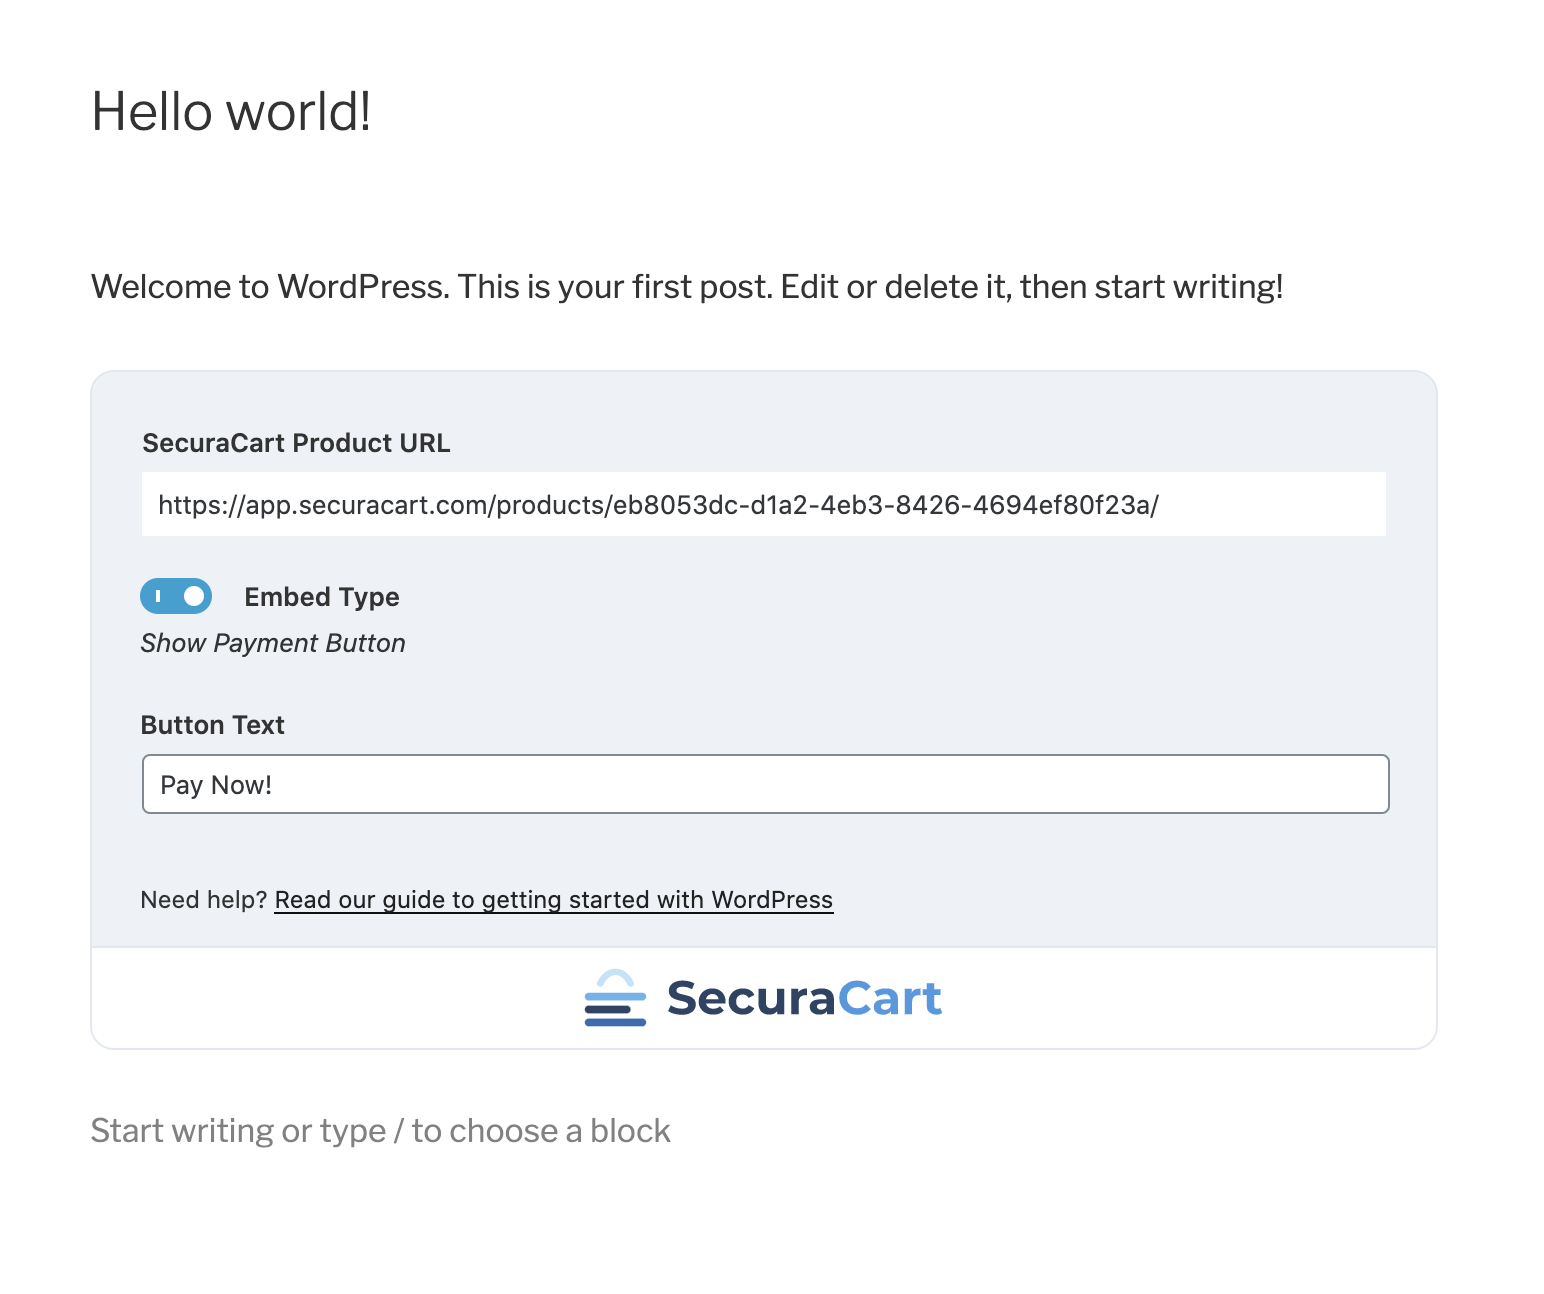 Hello world!
Welcome to WordPress. This is your first post. Edit or delete it, then start writing!
SecuraCart Product URL
https://app.securacart.com/products/eb8053dc-d1a2-4eb3-8426-4694ef80f23a/
Embed Type
Show Payment Button
Button Text
Pay Now!
Need help? Read our guide to getting started with WordPress
SecuraCart
Start writing or type / to choose a block